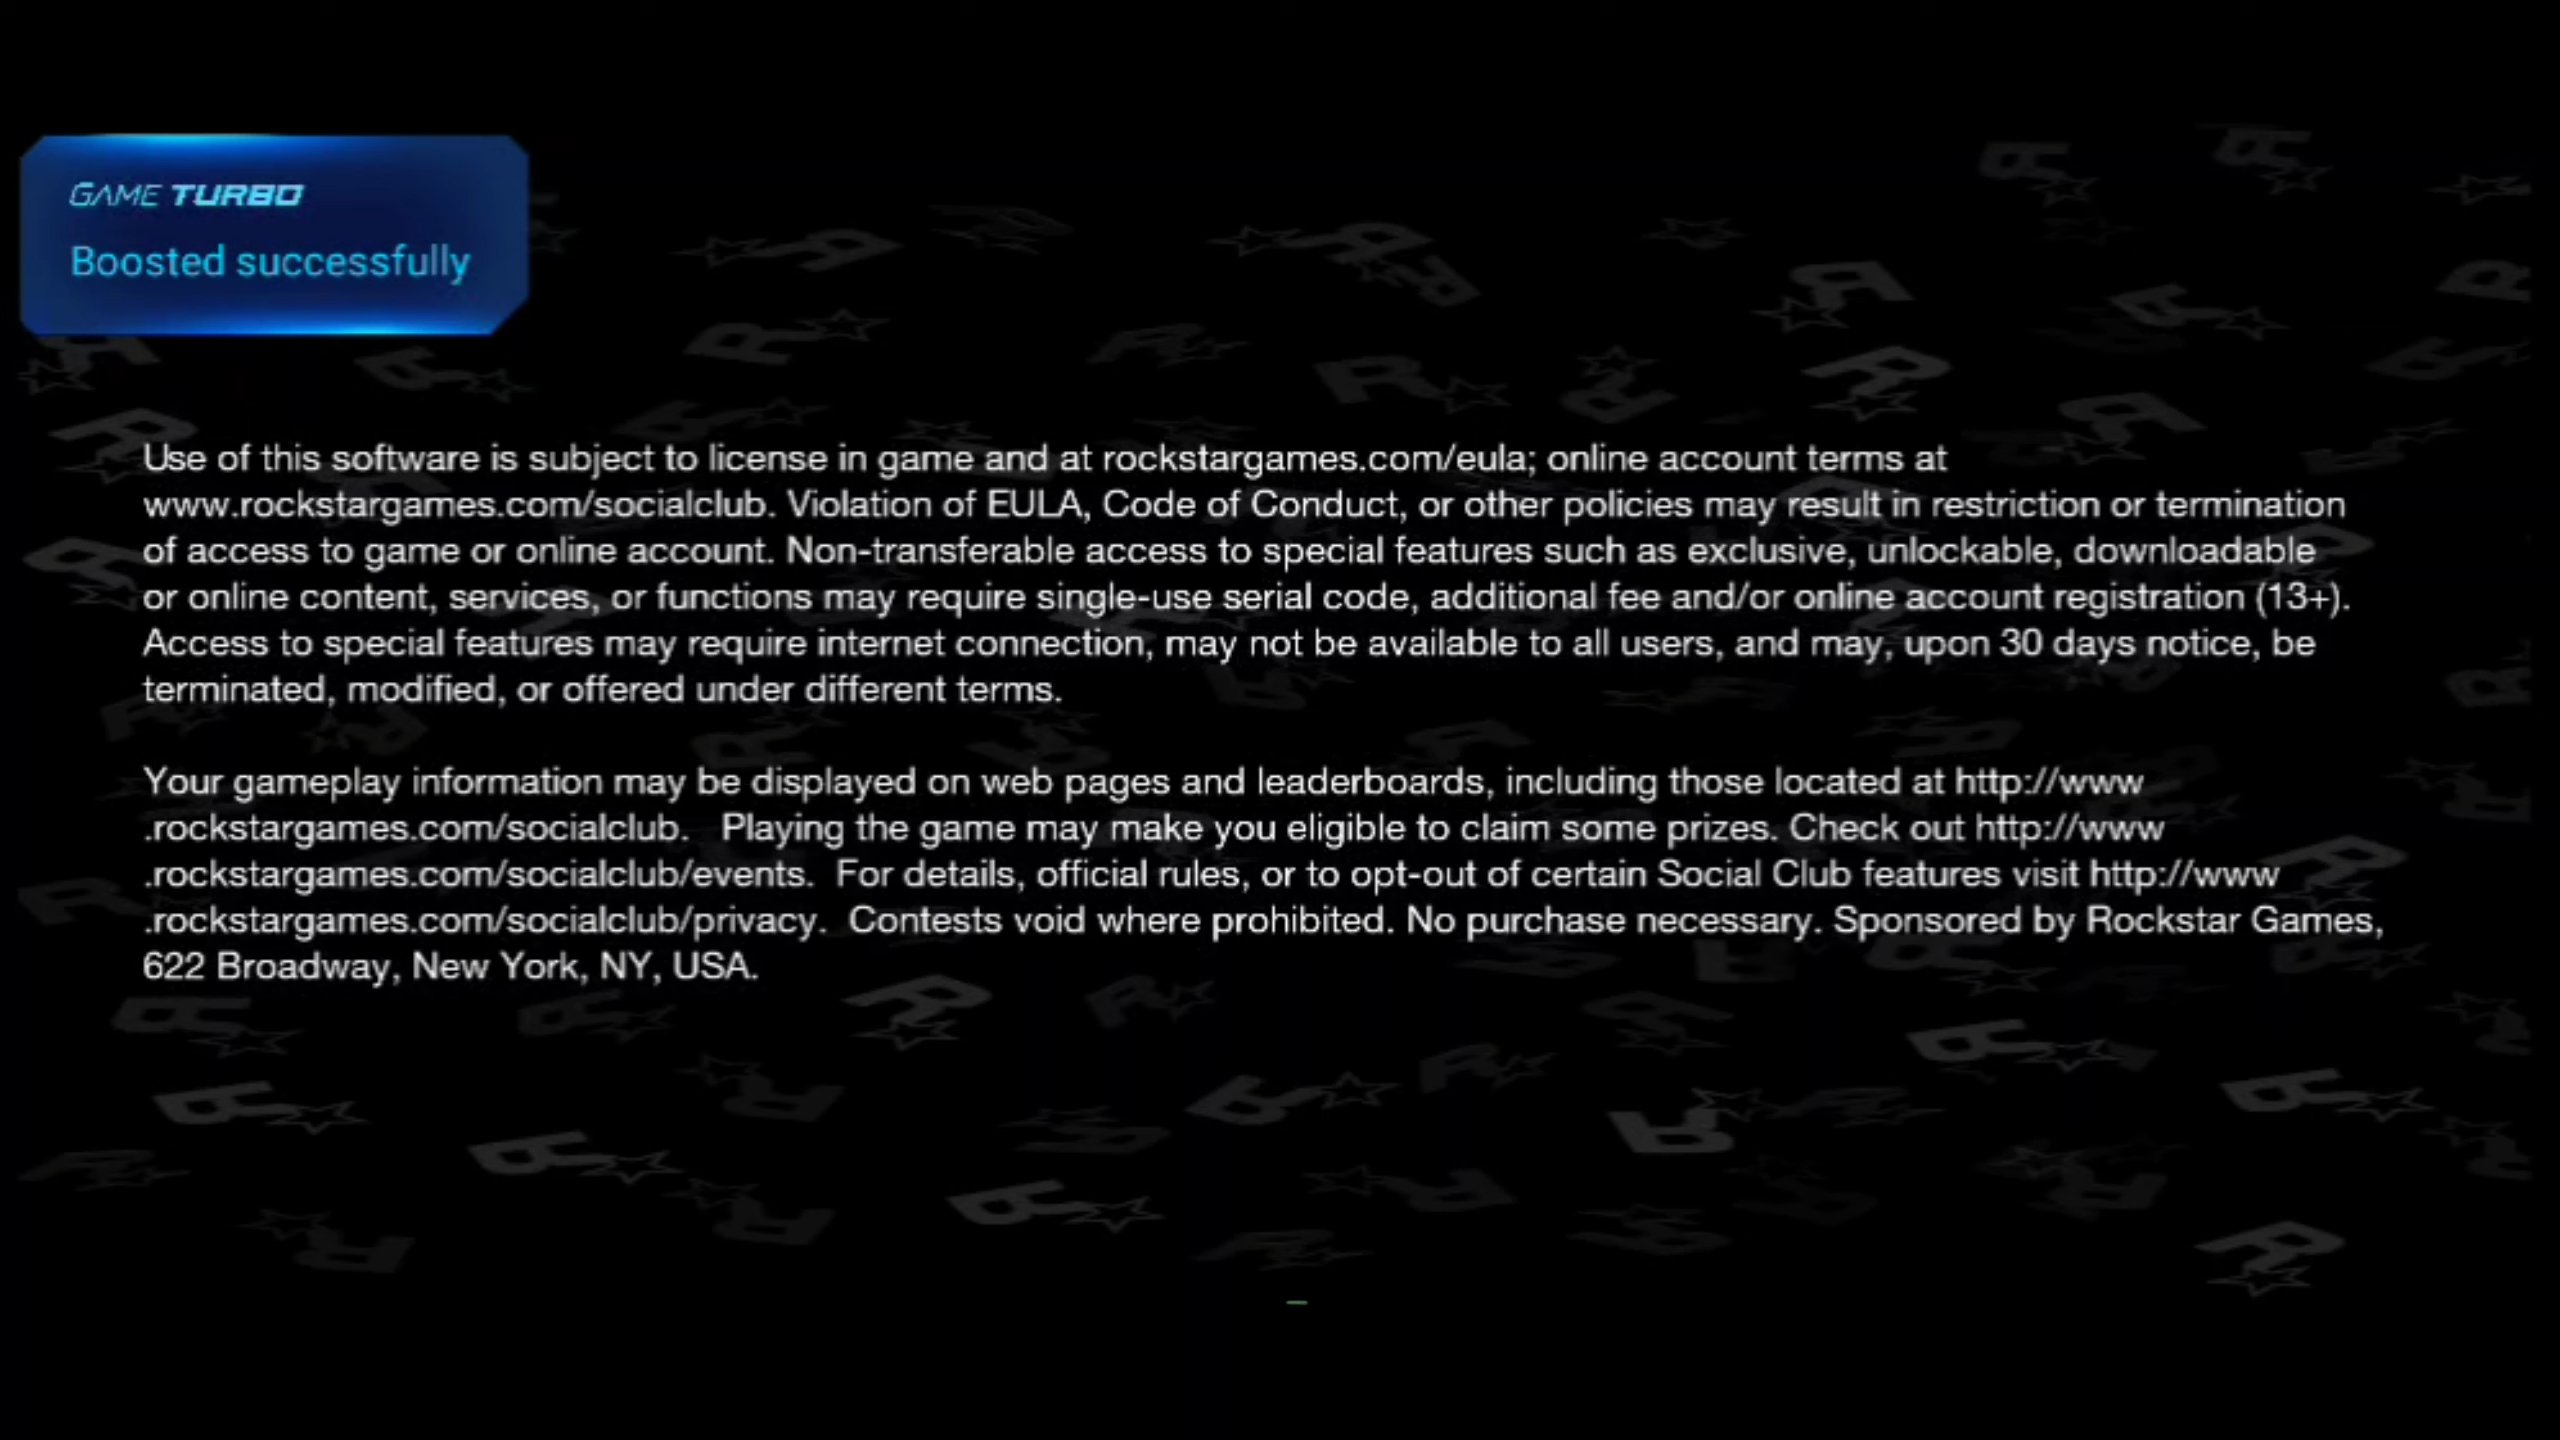 GAME TURBO
Boosted successfully
Use of this software is subject to license in game and at rockstargames.com/eula; online account terms at
www.rockstargames.com/socialclub. Violation of EULA, Code of Conduct, or other policies may result in restriction or termination
of access to game or online account. Non-transferable access to special features such as exclusive, unlockable, downloadable
or online content, services, or functions may require single-use serial code, additional fee and/or online account registration (13+).
Access to special features may require internet connection, may not be available to all users, and may, upon 30 days notice, be
terminated, modified, or offered under different terms.
Your gameplay information may be displayed on web pages and leaderboards, including those located at http://www
.rockstargames.com/socialclub.   Playing the game may make you eligible to claim some prizes. Check out http://www
.rockstargames.com/socialclub/events.  For details, official rules, or to opt-out of certain Social Club features visit http://www
.rockstargames.com/socialclub/privacy.  Contests void where prohibited. No purchase necessary. Sponsored by Rockstar Games,
622 Broadway, New York, NY, USA.